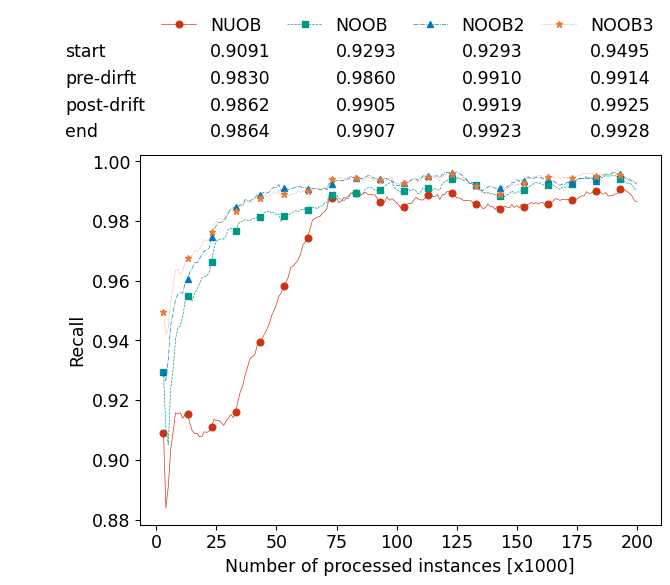 NUOB NOOB NOOB2 NOOB3
start 0.9091 0.9293 0.9293 0.9495
pre-dirft 0.9830 0.9860 0.9910 0.9914
post-drift 0.9862 0.9905 0.9919 0.9925
end 0.9864 0.9907 0.9923 0.9928
1.00
0.98
0.96
0.94
0.92
0.90
0.88
Recall
0 25 50 75 100 125 150 175 200
Number of processed instances [x1000]